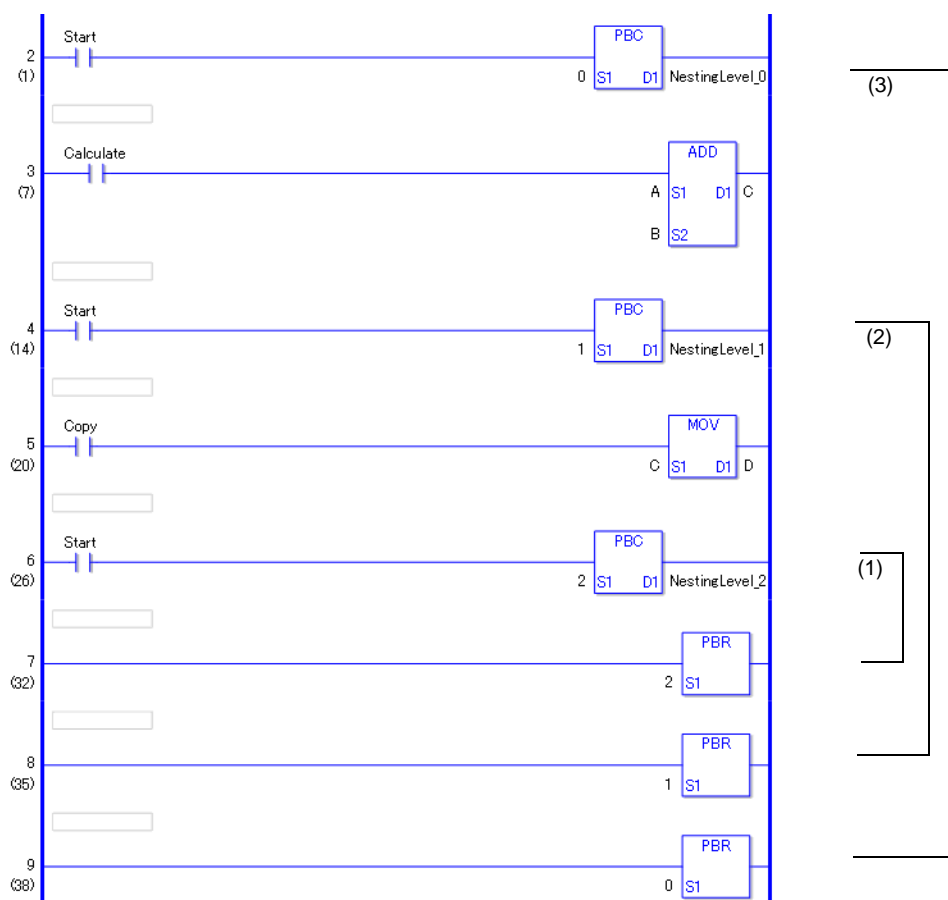 Start
PBC
2
(1)
0 S1 D1 NestingLevel_0
(3)
Calculate
ADD
3
(7)
A S1 D1 C
B S2
Start
PBC
4
(14)
1 S1 D1 NestingLevel_1
(2)
Copy
MOV
5
(20)
C S1 D1 D
Start
PBC
6
(26)
2 S1 D1 NestingLevel_2
(1)
PBR
7
(32)
2 S1
PBR
8
(35)
1 S1
PBR
9
(38)
0 S1